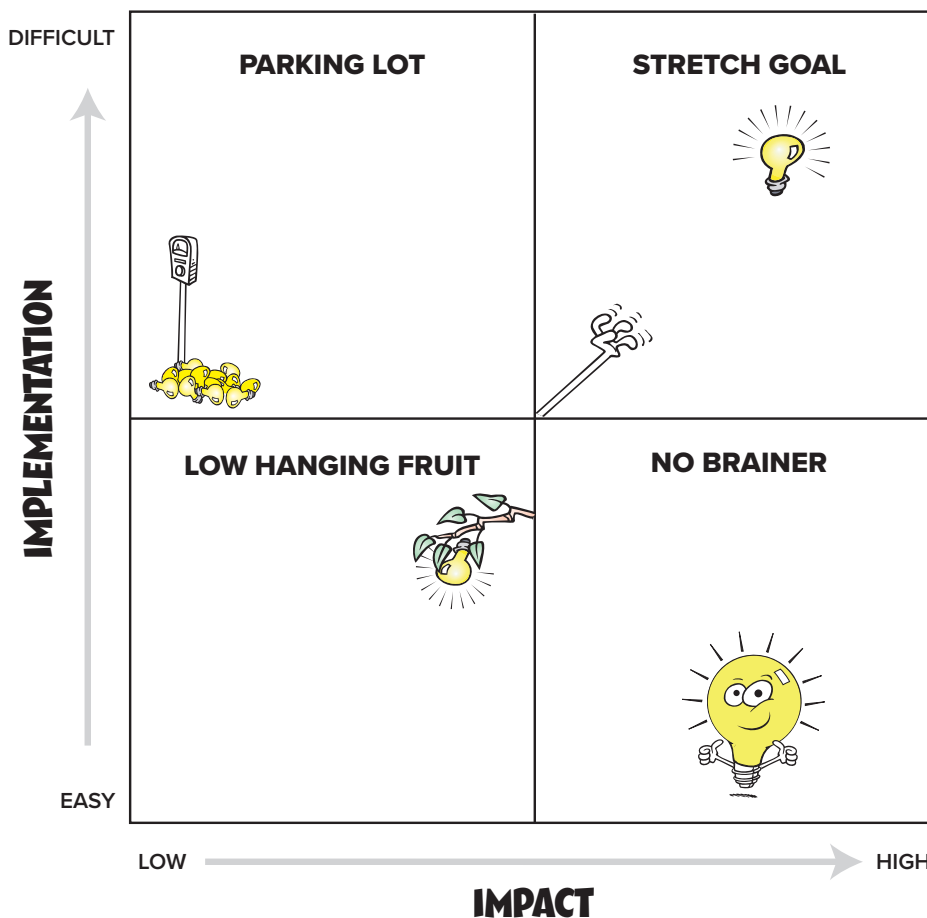 DIFFICULT
PARKING LOT
STRETCH GOAL
IMPLEMENTATION
LOW HANGING FRUIT
NO BRAINER
EASY
LOW
HIGH
IMPACT